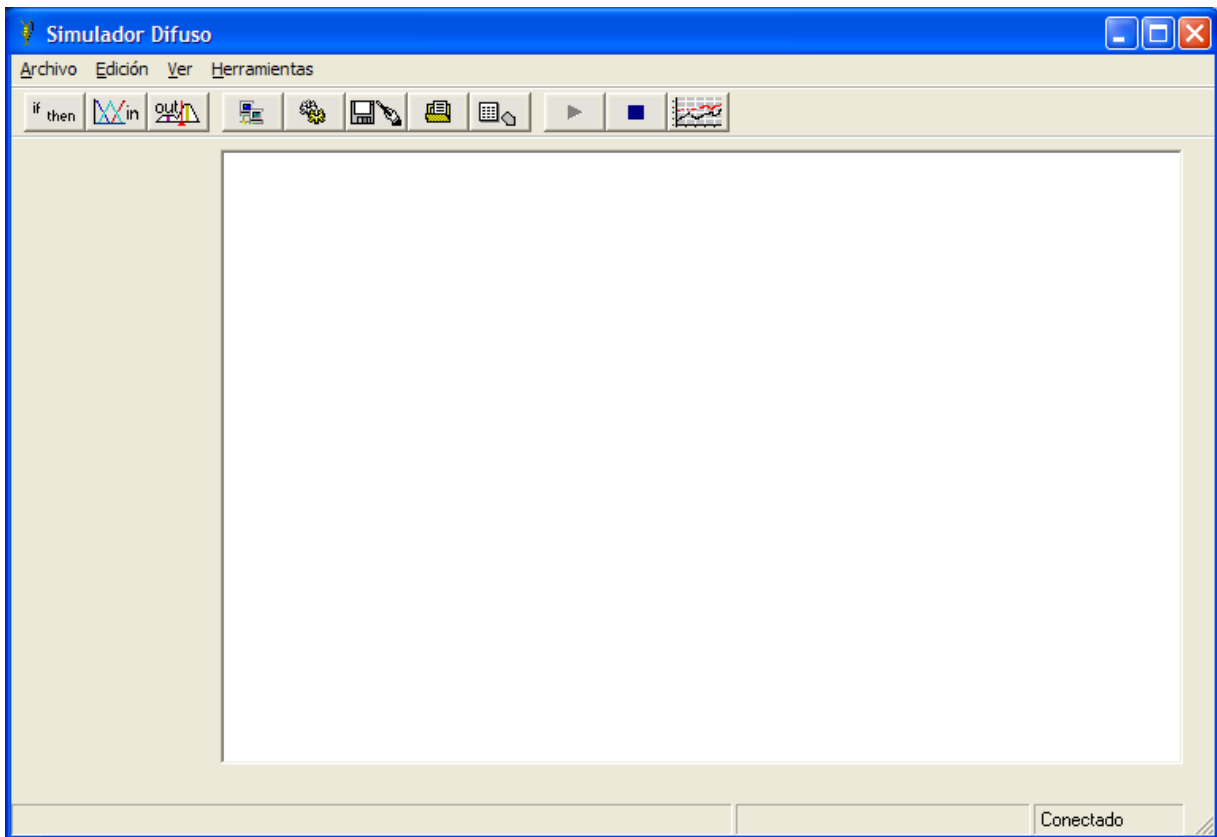 Simulador Difuso
Archivo Edición Ver Herramientas
if then in out
Conectado